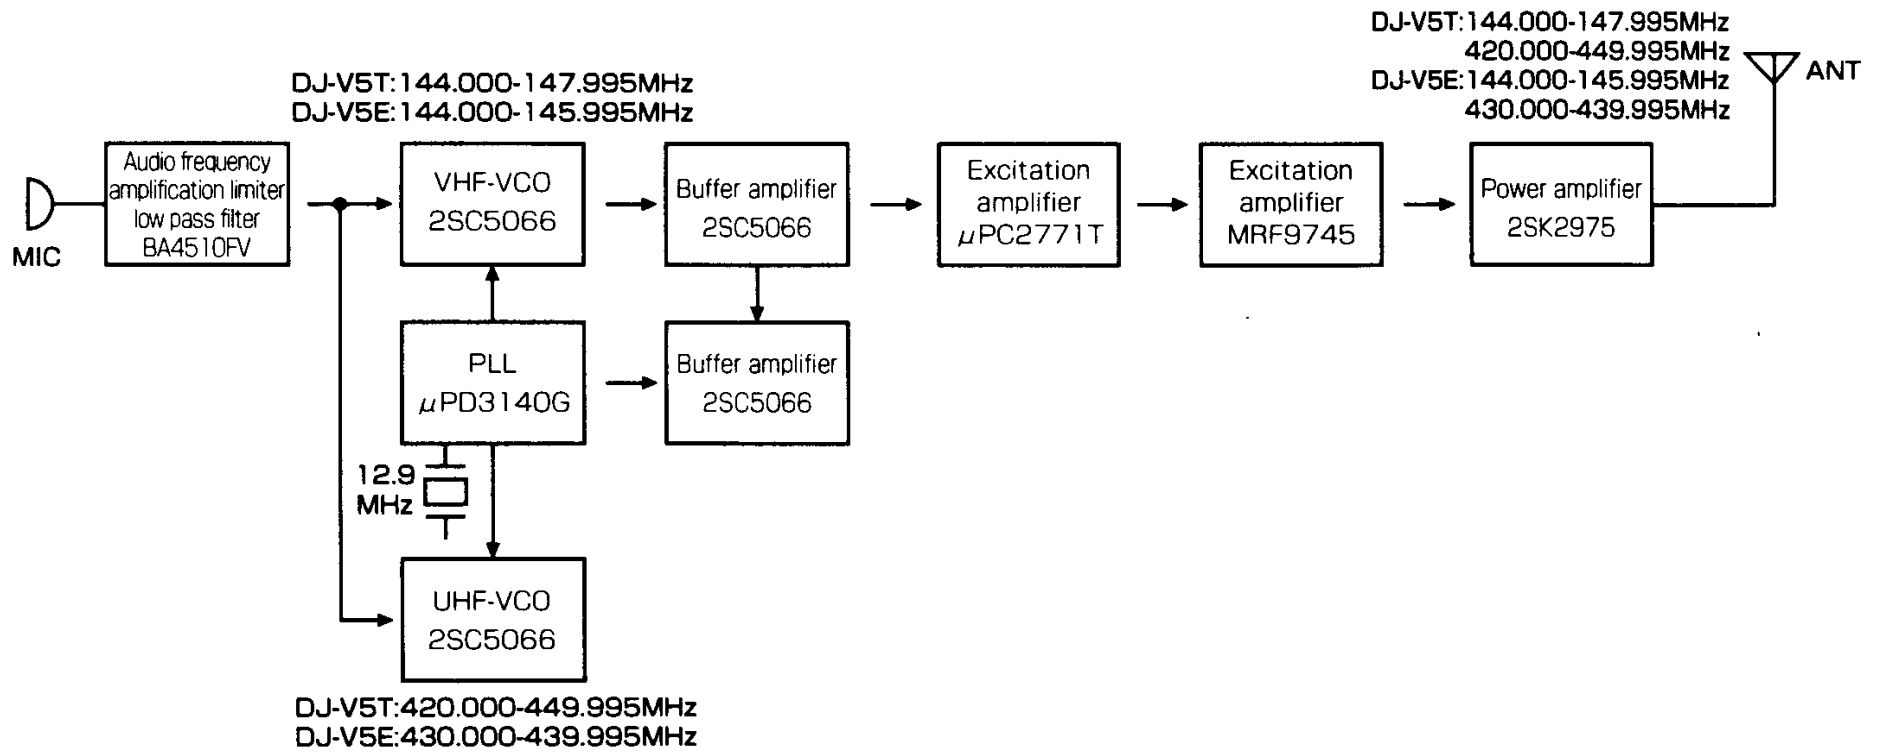 DJ-V5T:144.000-147.995MHz
420.000-449.995MHz
DJ-V5E:144.000-145.995MHz
430.000-439.995MHz
ANT
DJ-V5T:144.000-147.995MHz
DJ-V5E:144.000-145.995MHz
MIC
Audio frequency
amplification limiter
low pass filter
BA4510FV
VHF-VCO
2SC5066
Buffer amplifier
2SC5066
Excitation
amplifier
μPC2771T
Excitation
amplifier
MRF9745
Power amplifier
2SK2975
PLL
μPD3140G
Buffer amplifier
2SC5066
12.9
MHz
UHF-VCO
2SC5066
DJ-V5T:420.000-449.995MHz
DJ-V5E:430.000-439.995MHz